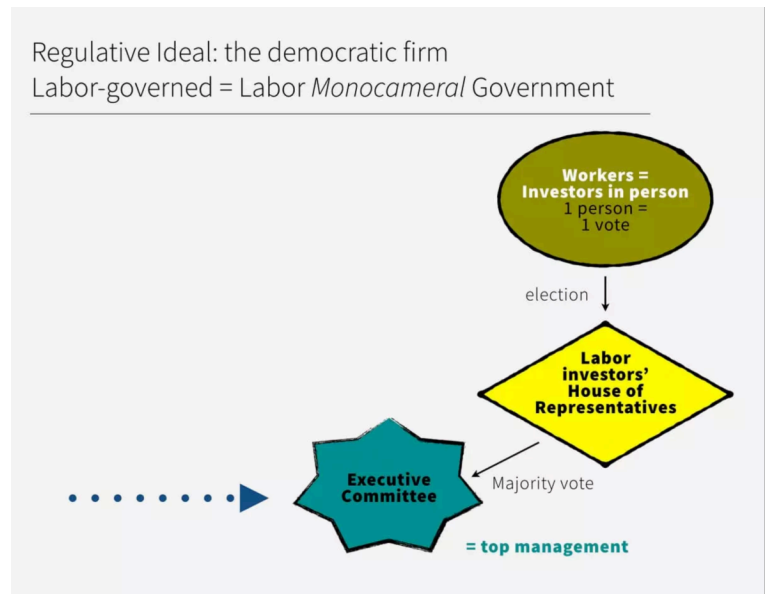 Regulative Ideal: the democratic firm
Labor-governed = Labor Monocameral Government
Workers =
Investors in person
1 person =
1 vote
election
Labor
investors’
House of
Representatives
Executive
Committee
Majority vote
= top management